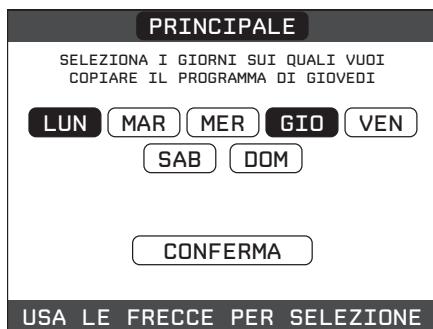 PRINCIPALE
SELEZIONA I GIORNI SUI QUALI VUOI
COPIARE IL PROGRAMMA DI GIOVEDI
LUN MAR MER GIO VEN
SAB DOM
CONFERMA
USA LE FRECCE PER SELEZIONE